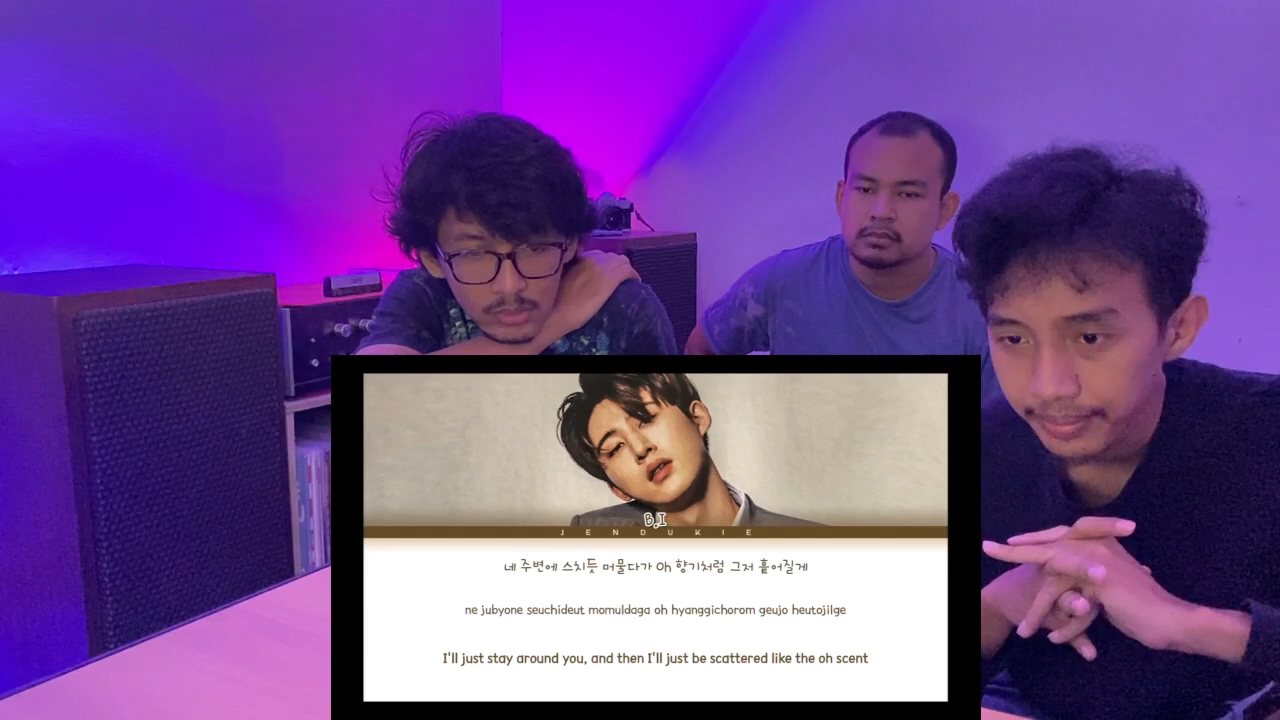 B.I
JENDUKIE
네 주변에 스치듯 머물다가 oh 향기처럼 그저 흩어질게
ne jubyone seuchideut momuldaga oh hyanggichorom geujo heutojilge
I'll just stay around you, and then I'll just be scattered like the oh scent